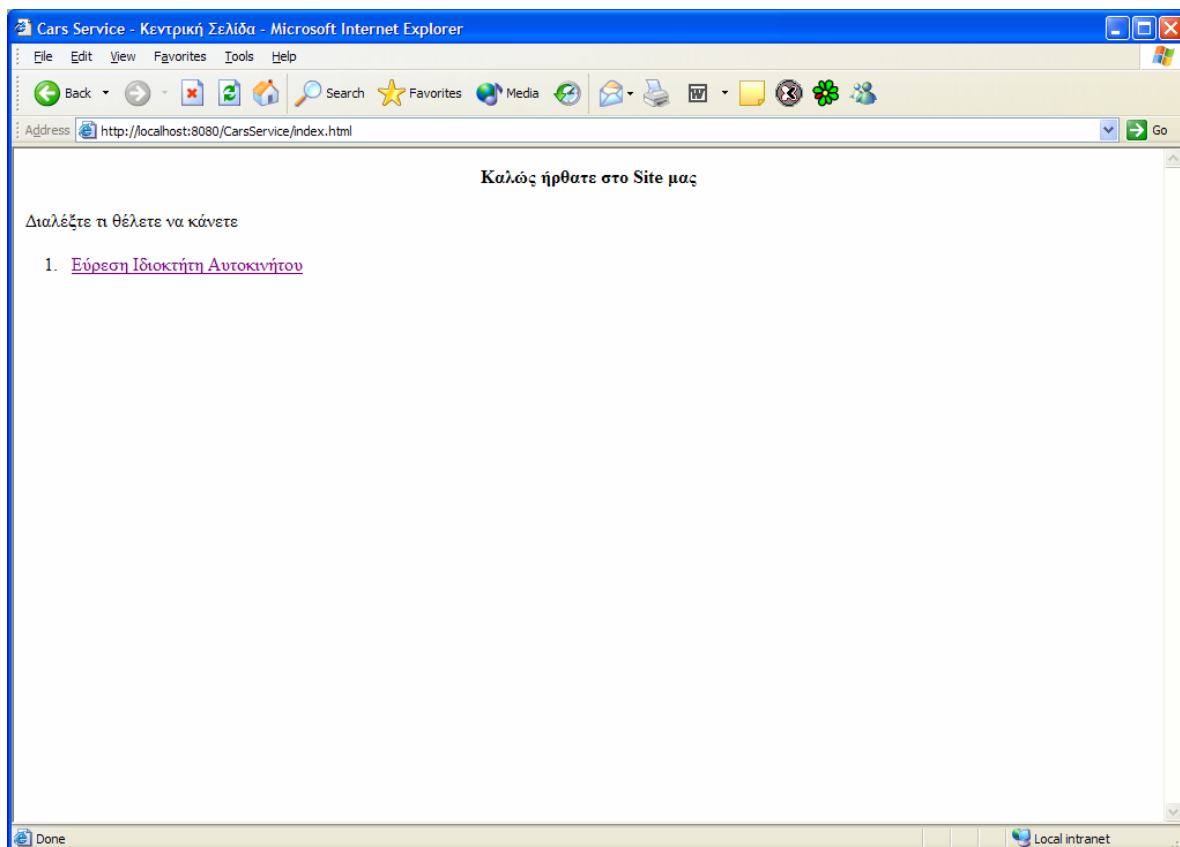 Cars Service - Κεντρική Σελίδα - Microsoft Internet Explorer
File Edit View Favorites Tools Help
Back Search Favorites Media
Address http://localhost:8080/CarsService/index.html Go
Καλώς ήρθατε στο Site μας
Διαλέξτε τι θέλετε να κάνετε
1. Εύρεση Ιδιοκτήτη Αυτοκινήτου
Done Local intranet